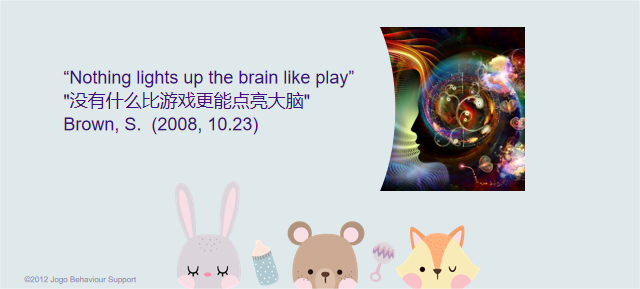 “Nothing lights up the brain like play”
"没有什么比游戏更能点亮大脑"
Brown, S.  (2008, 10.23)
©2012 Jogo Behaviour Support